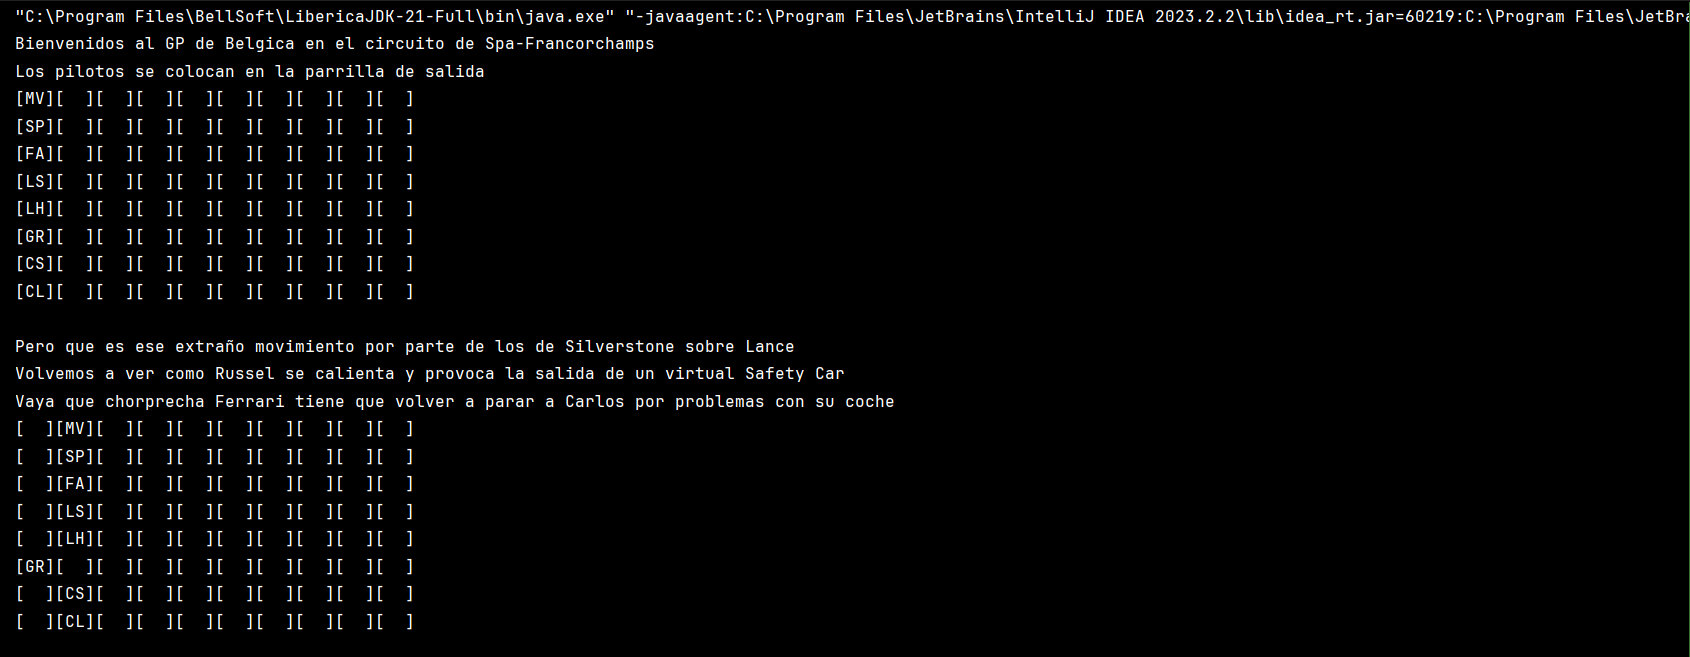 "C:\Program Files\BellSoft\LibericaJDK-21-Full\bin\java.exe" "-javaagent:C:\Program Files\JetBrains\IntelliJ IDEA 2023.2.2\lib\idea_rt.jar=60219:C:\Program Files\JetBra
Bienvenidos al GP de Belgica en el circuito de Spa-Francorchamps
Los pilotos se colocan en la parrilla de salida
[MV][  ][  ][  ][  ][  ][  ][  ][  ][  ]
[SP][  ][  ][  ][  ][  ][  ][  ][  ][  ]
[FA][  ][  ][  ][  ][  ][  ][  ][  ][  ]
[LS][  ][  ][  ][  ][  ][  ][  ][  ][  ]
[LH][  ][  ][  ][  ][  ][  ][  ][  ][  ]
[GR][  ][  ][  ][  ][  ][  ][  ][  ][  ]
[CS][  ][  ][  ][  ][  ][  ][  ][  ][  ]
[CL][  ][  ][  ][  ][  ][  ][  ][  ][  ]
Pero que es ese extraño movimiento por parte de los de Silverstone sobre Lance
Volvemos a ver como Russel se calienta y provoca la salida de un virtual Safety Car
Vaya que chorprecha Ferrari tiene que volver a parar a Carlos por problemas con su coche
[  ][MV][  ][  ][  ][  ][  ][  ][  ][  ]
[  ][SP][  ][  ][  ][  ][  ][  ][  ][  ]
[  ][FA][  ][  ][  ][  ][  ][  ][  ][  ]
[  ][LS][  ][  ][  ][  ][  ][  ][  ][  ]
[  ][LH][  ][  ][  ][  ][  ][  ][  ][  ]
[GR][  ][  ][  ][  ][  ][  ][  ][  ][  ]
[  ][CS][  ][  ][  ][  ][  ][  ][  ][  ]
[  ][CL][  ][  ][  ][  ][  ][  ][  ][  ]